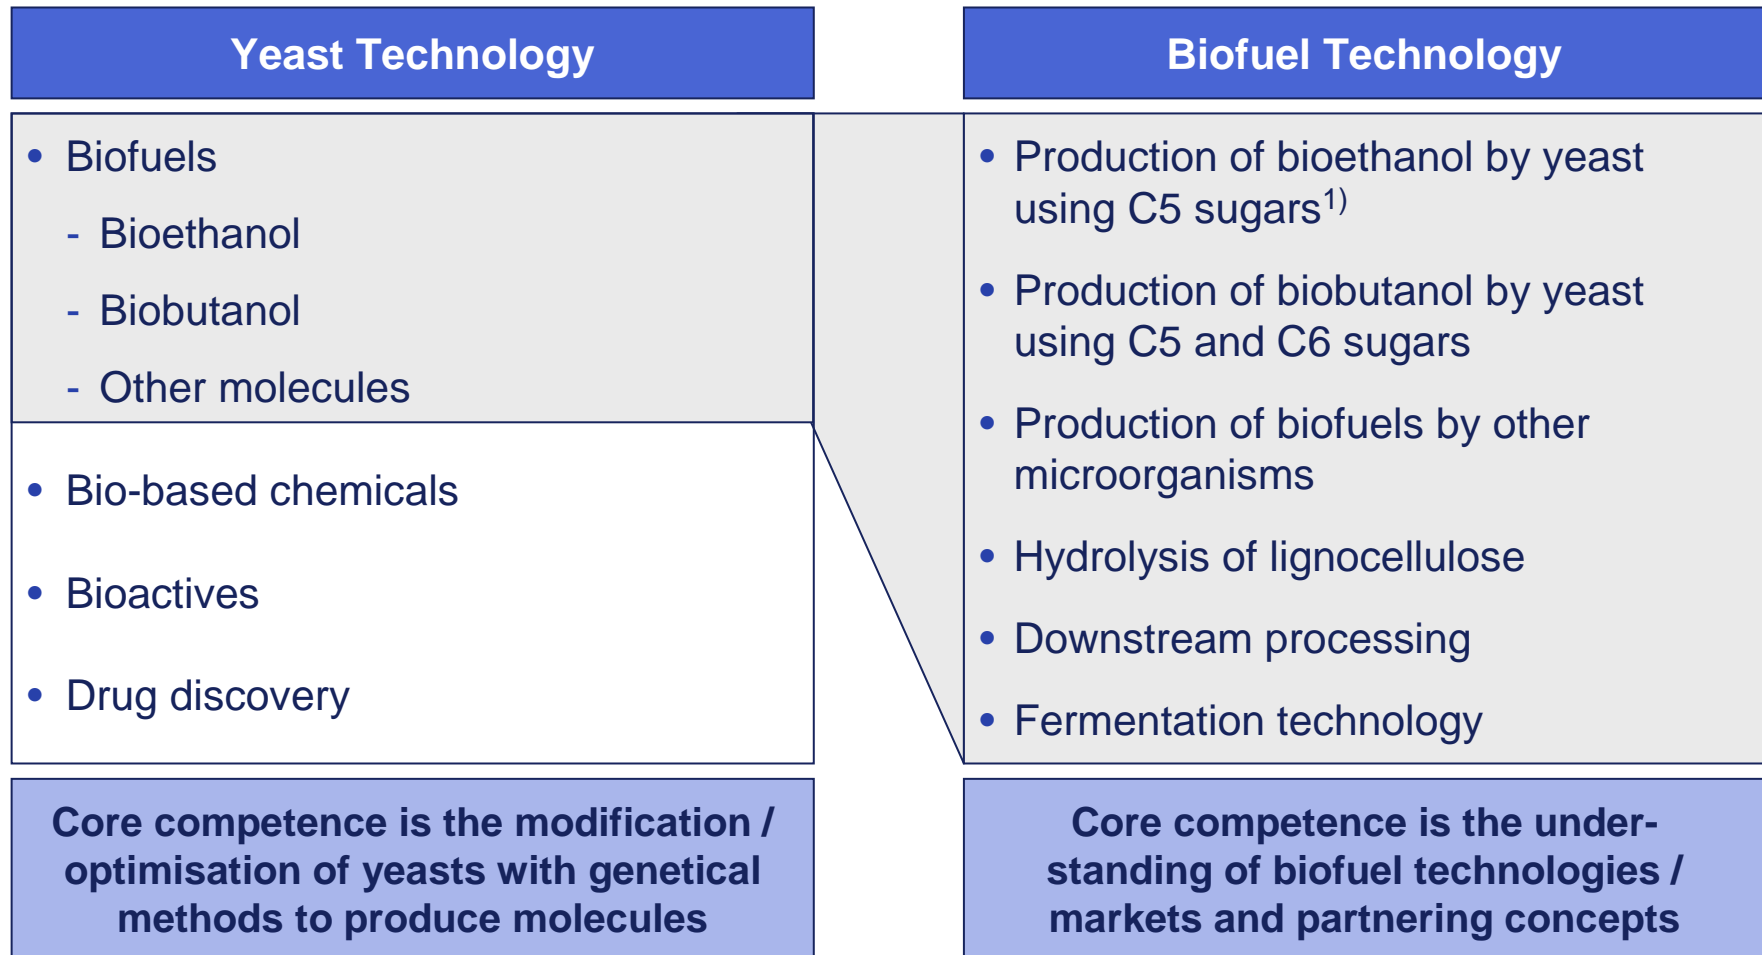 Yeast Technology
• Biofuels
- Bioethanol
- Biobutanol
- Other molecules
• Bio-based chemicals
• Bioactives
• Drug discovery
Core competence is the modification /
optimisation of yeasts with genetical
methods to produce molecules
Biofuel Technology
• Production of bioethanol by yeast
using C5 sugars1)
• Production of biobutanol by yeast
using C5 and C6 sugars
• Production of biofuels by other
microorganisms
• Hydrolysis of lignocellulose
• Downstream processing
• Fermentation technology
Core competence is the under-
standing of biofuel technologies /
markets and partnering concepts